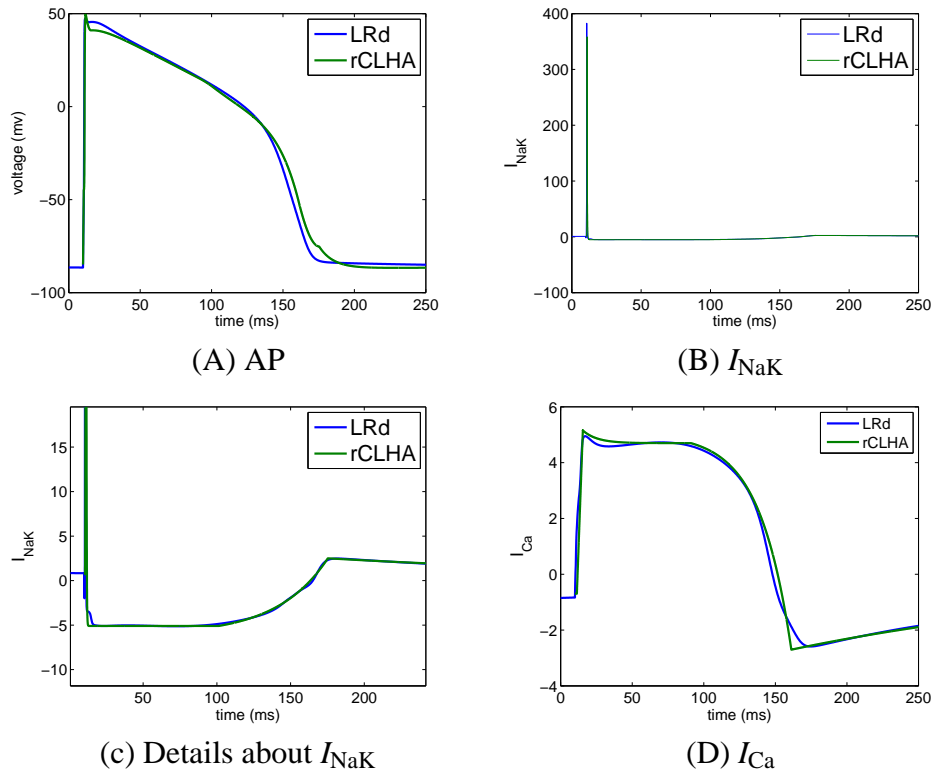 50
0
−50
−100
voltage (mv)
0 50 100 150 200 250
time (ms)
LRd
rCLHA
(A) AP
400
300
200
100
0
−100
I_NaK
0 50 100 150 200 250
time (ms)
LRd
rCLHA
(B) I_NaK
15
10
5
0
−5
−10
I_NaK
50 100 150 200
time (ms)
LRd
rCLHA
(c) Details about I_NaK
6
4
2
0
−2
−4
I_Ca
0 50 100 150 200 250
time (ms)
LRd
rCLHA
(D) I_Ca